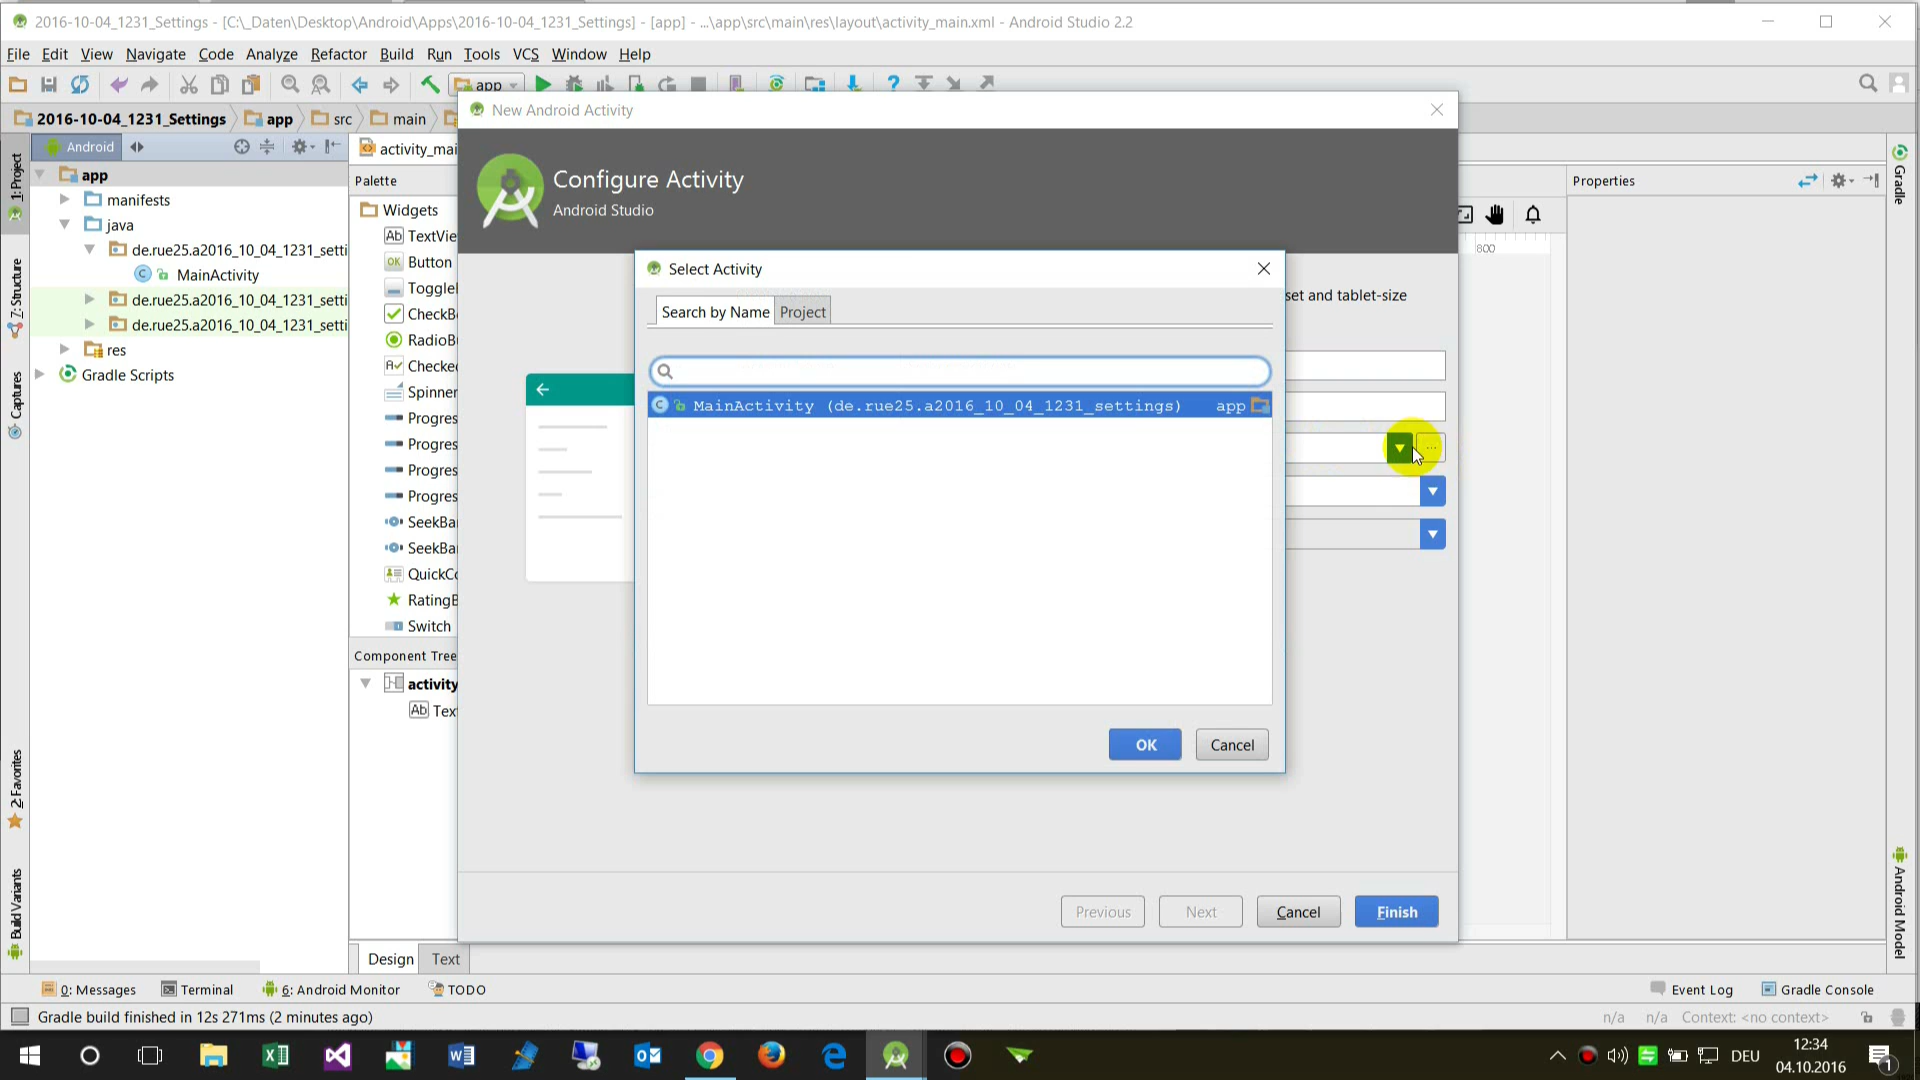 2016-10-04_1231_Settings - [C:\_Daten\Desktop\Android\Apps\2016-10-04_1231_Settings] - [app] - ...\app\src\main\res\layout\activity_main.xml - Android Studio 2.2
File Edit View Navigate Code Analyze Refactor Build Run Tools VCS Window Help
app
2016-10-04_1231_Settings app src main
New Android Activity
Android
activity_mai
Configure Activity
Android Studio
1: Project
7: Structure
Captures
2: Favorites
Build Variants
app
manifests
java
de.rue25.a2016_10_04_1231_setti
MainActivity
de.rue25.a2016_10_04_1231_setti
de.rue25.a2016_10_04_1231_setti
res
Gradle Scripts
Palette
Widgets
Ab TextVie
OK Button
Toggle
CheckB
RadioB
Checke
Spinner
Progres
Progres
Progres
Progres
SeekBa
SeekBa
QuickCo
RatingB
Switch
Component Tree
activity
Ab Tex
Select Activity
Search by Name Project
MainActivity (de.rue25.a2016_10_04_1231_settings) app
OK Cancel
set and tablet-size
...
Previous Next Cancel Finish
Properties
800
Gradle
Android Model
Design Text
0: Messages Terminal 6: Android Monitor TODO
Event Log Gradle Console
Gradle build finished in 12s 271ms (2 minutes ago)
n/a n/a Context: <no context>
DEU
12:34
04.10.2016
1